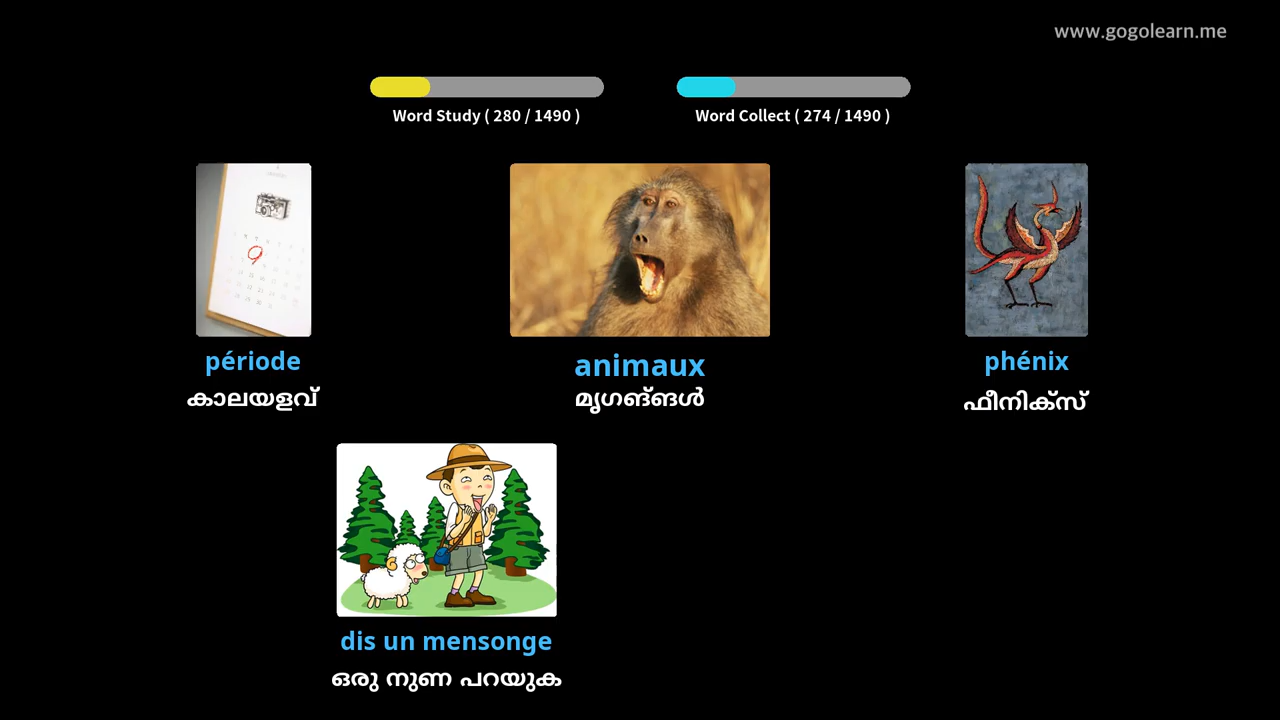 www.gogolearn.me
Word Study ( 280 / 1490 )
Word Collect ( 274 / 1490 )
période
കാലയളവ്
animaux
മൃഗങ്ങൾ
phénix
ഫീനിക്സ്
dis un mensonge
ഒരു നുണ പറയുക